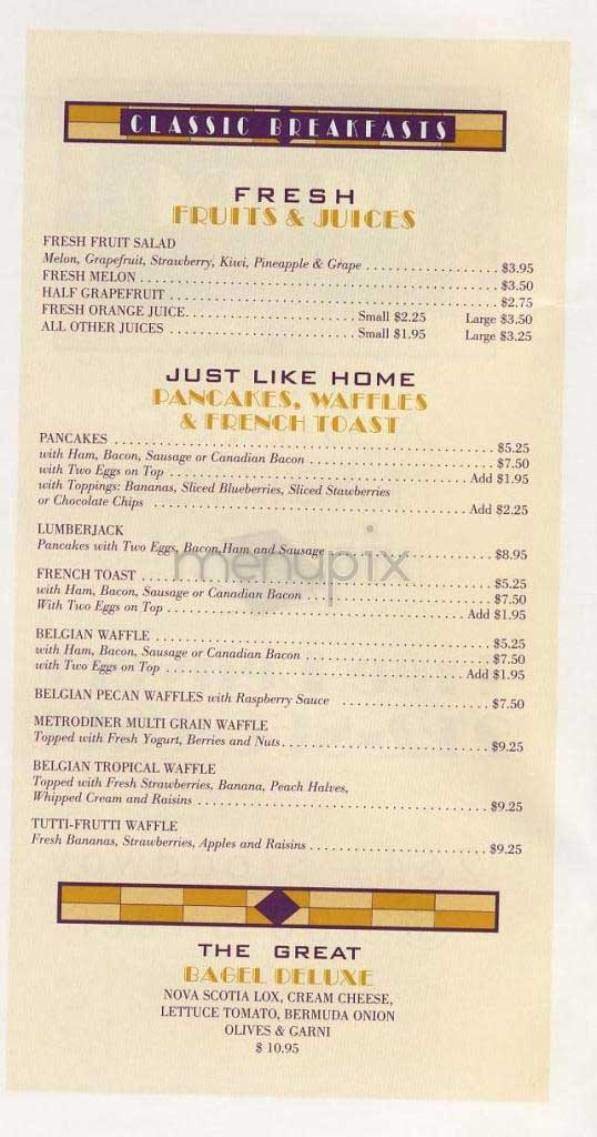 CLASSIC BREAKFASTS
FRESH
FRUITS & JUICES
FRESH FRUIT SALAD
Melon, Grapefruit, Strawberry, Kiwi, Pineapple & Grape $3.95
FRESH MELON $3.50
HALF GRAPEFRUIT $2.75
FRESH ORANGE JUICE Small $2.25 Large $3.50
ALL OTHER JUICES Small $1.95 Large $3.25
JUST LIKE HOME
PANCAKES, WAFFLES
& FRENCH TOAST
PANCAKES $5.25
with Ham, Bacon, Sausage or Canadian Bacon $7.50
with Two Eggs on Top Add $1.95
with Toppings: Bananas, Sliced Blueberries, Sliced Stawberries
or Chocolate Chips Add $2.25
LUMBERJACK
Pancakes with Two Eggs, Bacon,Ham and Sausage $8.95
menupix
FRENCH TOAST $5.25
with Ham, Bacon, Sausage or Canadian Bacon $7.50
With Two Eggs on Top Add $1.95
BELGIAN WAFFLE $5.25
with Ham, Bacon, Sausage or Canadian Bacon $7.50
with Two Eggs on Top Add $1.95
BELGIAN PECAN WAFFLES with Raspberry Sauce $7.50
METRODINER MULTI GRAIN WAFFLE
Topped with Fresh Yogurt, Berries and Nuts $9.25
BELGIAN TROPICAL WAFFLE
Topped with Fresh Strawberries, Banana, Peach Halves,
Whipped Cream and Raisins $9.25
TUTTI-FRUTTI WAFFLE
Fresh Bananas, Strawberries, Apples and Raisins $9.25
THE GREAT
BAGEL DELUXE
NOVA SCOTIA LOX, CREAM CHEESE,
LETTUCE TOMATO, BERMUDA ONION
OLIVES & GARNI
$ 10.95